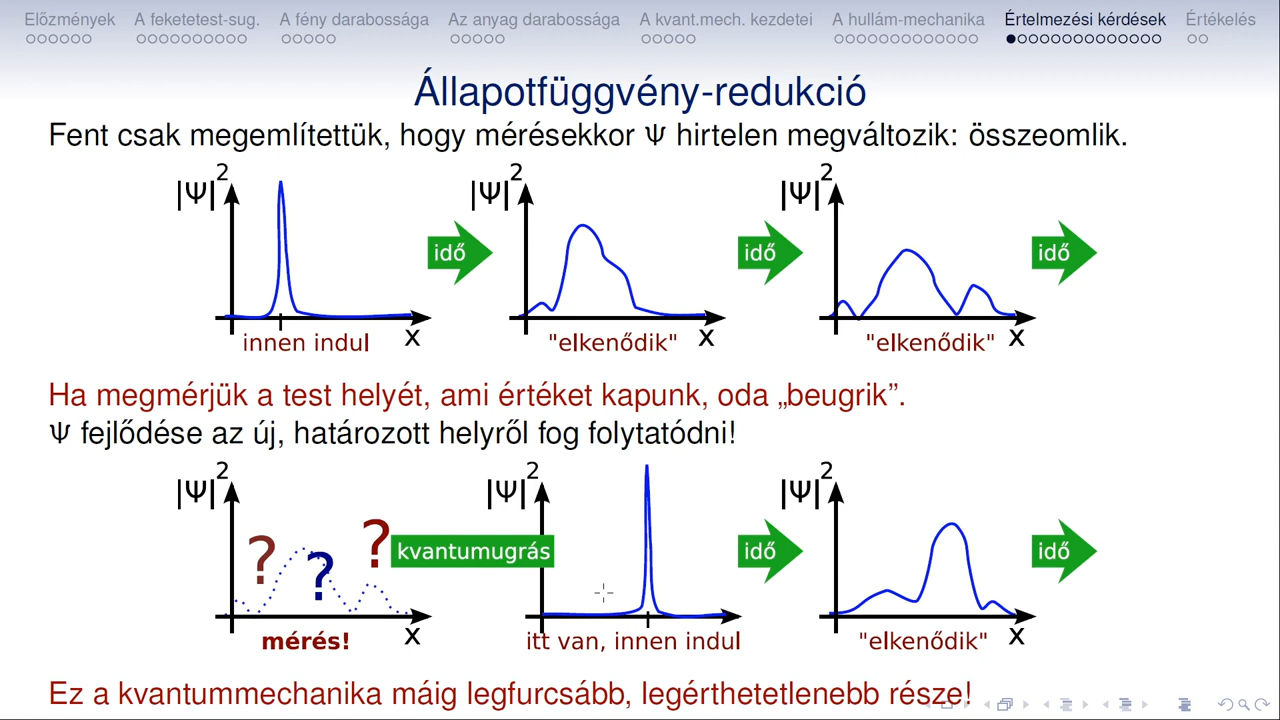 Előzmények A feketetest-sug. A fény darabossága Az anyag darabossága A kvant.mech. kezdetei A hullám-mechanika Értelmezési kérdések Értékelés
Állapotfüggvény-redukció
Fent csak megemlítettük, hogy mérésekkor Ψ hirtelen megváltozik: összeomlik.
|Ψ|² |Ψ|² |Ψ|²
idő idő idő
innen indul x "elkenődik" x "elkenődik" x
Ha megmérjük a test helyét, ami értéket kapunk, oda „beugrik”.
Ψ fejlődése az új, határozott helyről fog folytatódni!
|Ψ|² |Ψ|² |Ψ|²
? ? ? kvantumugrás idő idő
mérés! x itt van, innen indul "elkenődik" x
Ez a kvantummechanika máig legfurcsább, legérthetetlenebb része!